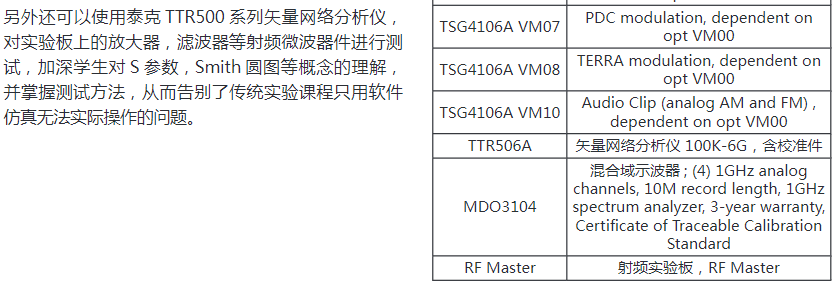 另外还可以使用泰克 TTR500 系列矢量网络分析仪，
对实验板上的放大器，滤波器等射频微波器件进行测
试，加深学生对 S 参数，Smith 圆图等概念的理解，
并掌握测试方法，从而告别了传统实验课程只用软件
仿真无法实际操作的问题。
TSG4106A VM07
PDC modulation, dependent on
opt VM00
TSG4106A VM08
TERRA modulation, dependent on
opt VM00
TSG4106A VM10
Audio Clip (analog AM and FM) ,
dependent on opt VM00
TTR506A
矢量网络分析仪 100K-6G，含校准件
MDO3104
混合域示波器; (4) 1GHz analog
channels, 10M record length, 1GHz
spectrum analyzer, 3-year warranty,
Certificate of Traceable Calibration
Standard
RF Master
射频实验板，RF Master